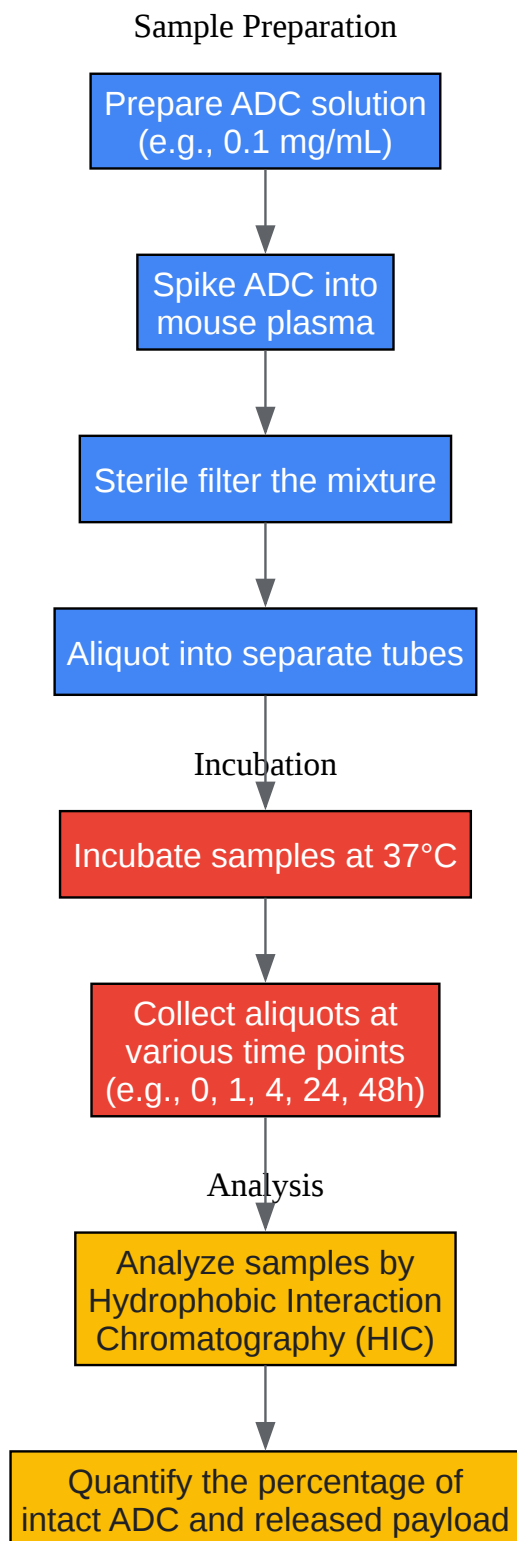 Sample Preparation
Prepare ADC solution
(e.g., 0.1 mg/mL)
Spike ADC into
mouse plasma
Sterile filter the mixture
Aliquot into separate tubes
Incubation
Incubate samples at 37°C
Collect aliquots at
various time points
(e.g., 0, 1, 4, 24, 48h)
Analysis
Analyze samples by
Hydrophobic Interaction
Chromatography (HIC)
Quantify the percentage of
intact ADC and released payload